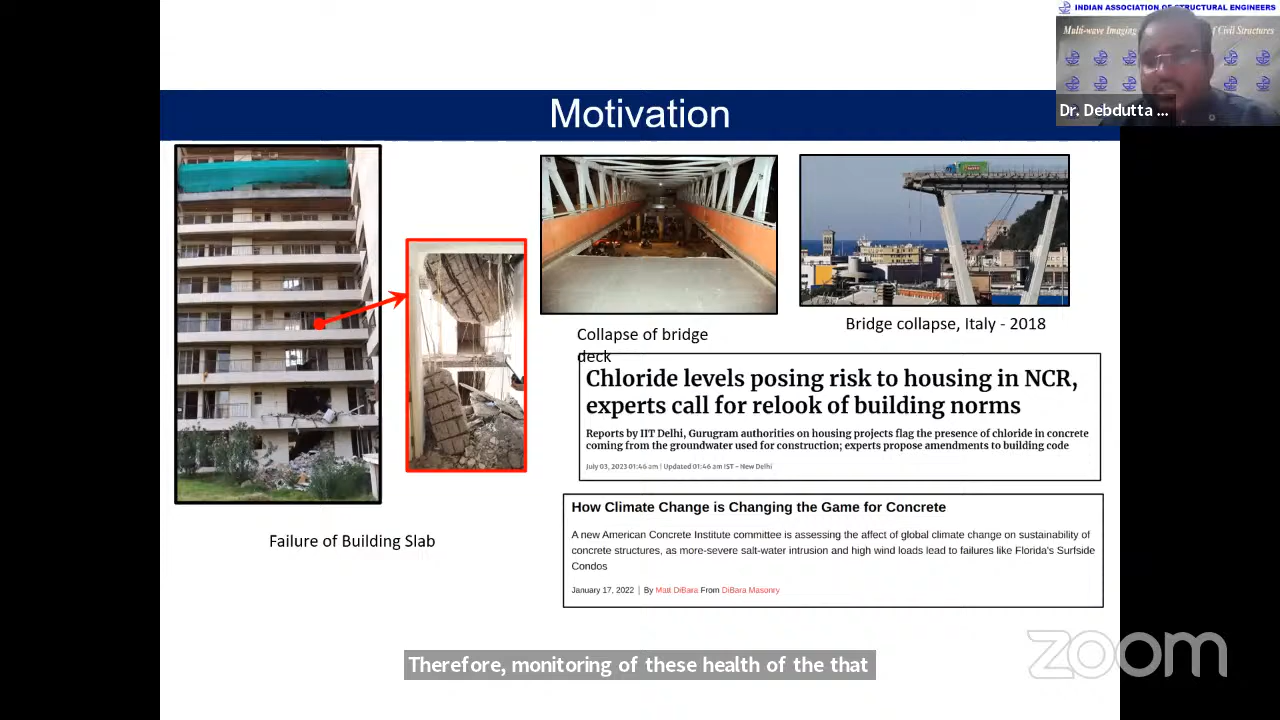 INDIAN ASSOCIATION OF STRUCTURAL ENGINEERS
Multi-wave Imaging
f Civil Structures
Dr. Debdutta ...
Motivation
Collapse of bridge
deck
Bridge collapse, Italy - 2018
Chloride levels posing risk to housing in NCR,
experts call for relook of building norms
Reports by IIT Delhi, Gurugram authorities on housing projects flag the presence of chloride in concrete
coming from the groundwater used for construction; experts propose amendments to building code
July 03, 2023 01:46 am | Updated 01:46 am IST - New Delhi
How Climate Change is Changing the Game for Concrete
A new American Concrete Institute committee is assessing the affect of global climate change on sustainability of
concrete structures, as more-severe salt-water intrusion and high wind loads lead to failures like Florida's Surfside
Condos
January 17, 2022 | By Matt DiBara From DiBara Masonry
Failure of Building Slab
Therefore, monitoring of these health of the that
zoom